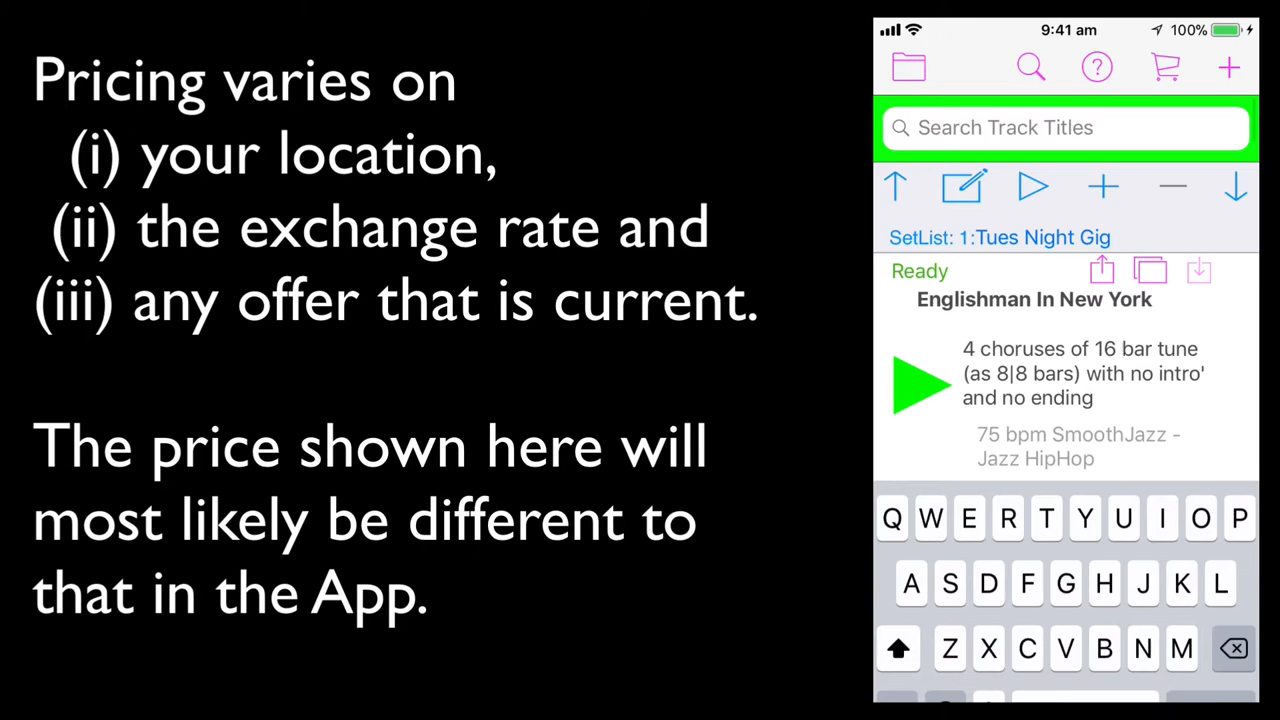 Pricing varies on
(i) your location,
(ii) the exchange rate and
(iii) any offer that is current.
The price shown here will
most likely be different to
that in the App.
9:41 am
100%
Search Track Titles
SetList: 1:Tues Night Gig
Ready
Englishman In New York
4 choruses of 16 bar tune
(as 8|8 bars) with no intro'
and no ending
75 bpm SmoothJazz -
Jazz HipHop
Q W E R T Y U I O P
A S D F G H J K L
Z X C V B N M